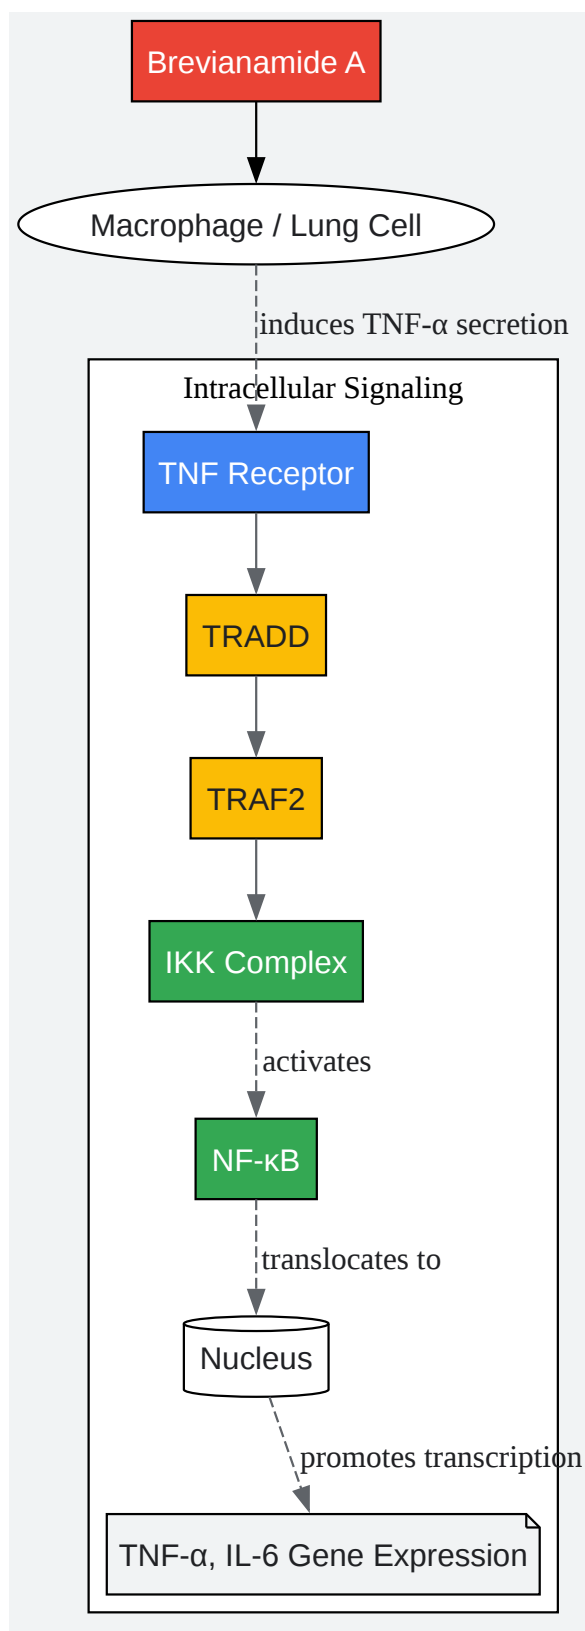 Brevianamide A
Macrophage / Lung Cell
induces TNF-α secretion
Intracellular Signaling
TNF Receptor
TRADD
TRAF2
IKK Complex
activates
NF-κB
translocates to
Nucleus
promotes transcription
TNF-α, IL-6 Gene Expression